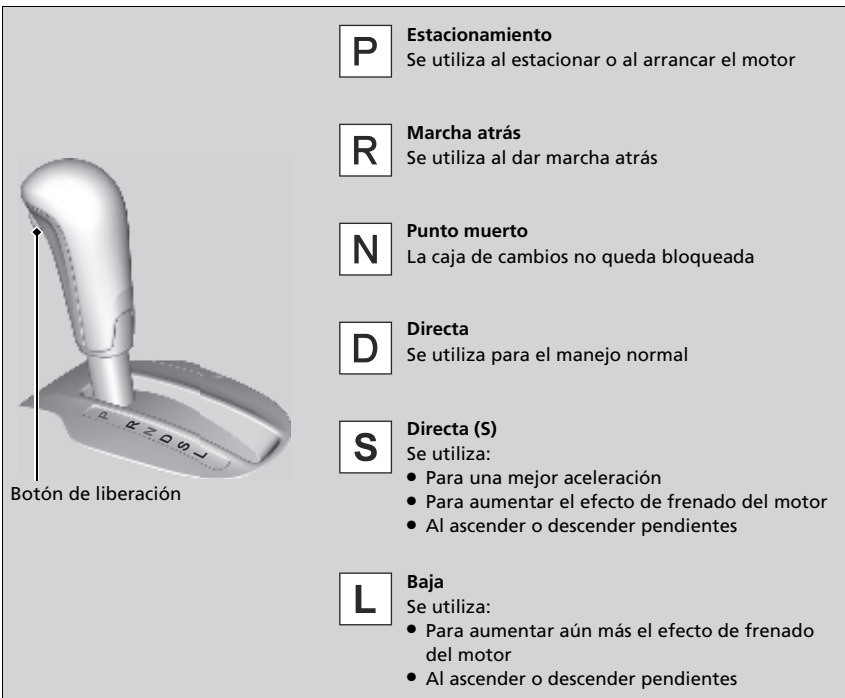 P
Estacionamiento
Se utiliza al estacionar o al arrancar el motor
R
Marcha atrás
Se utiliza al dar marcha atrás
N
Punto muerto
La caja de cambios no queda bloqueada
D
Directa
Se utiliza para el manejo normal
S
Directa (S)
Se utiliza:
● Para una mejor aceleración
● Para aumentar el efecto de frenado del motor
● Al ascender o descender pendientes
L
Baja
Se utiliza:
● Para aumentar aún más el efecto de frenado
del motor
● Al ascender o descender pendientes
P R N D S L
Botón de liberación